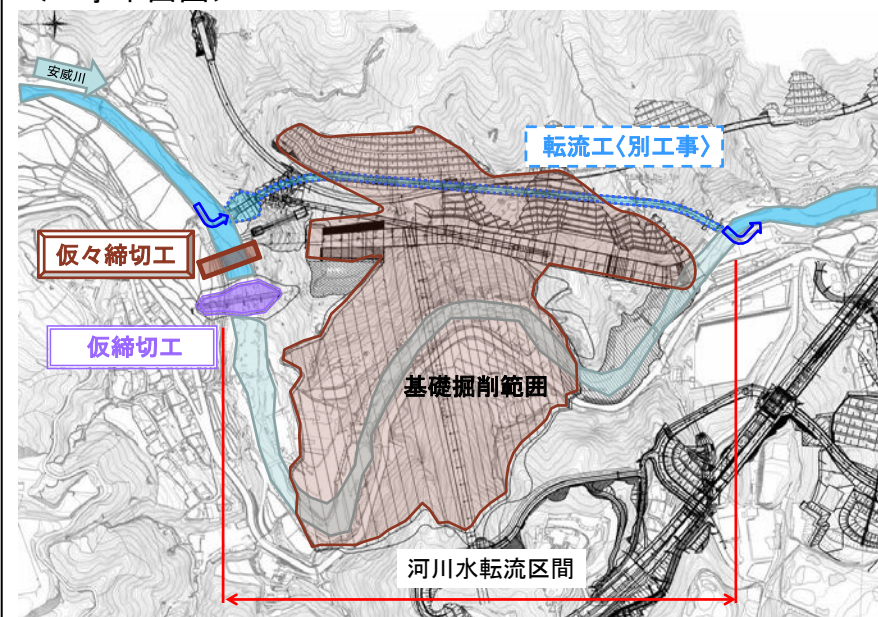 安威川
転流工〈別工事〉
仮々締切工
仮締切工
基礎掘削範囲
河川水転流区間